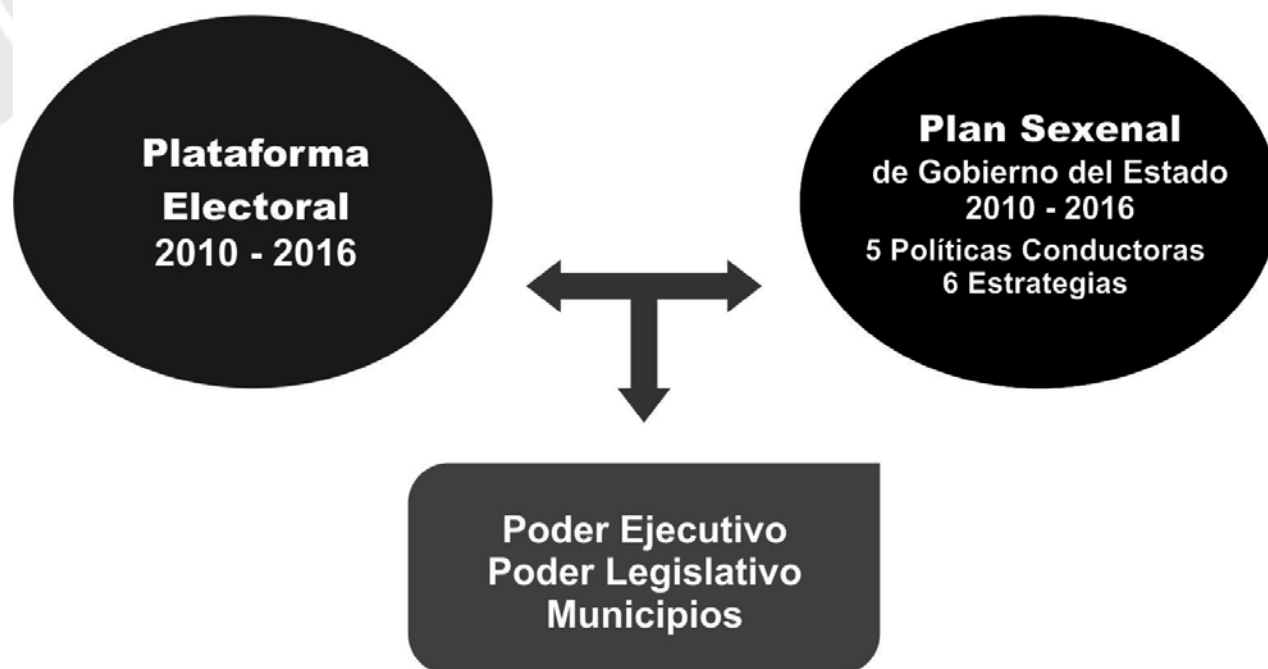 Plataforma
Electoral
2010 - 2016
Plan Sexenal
de Gobierno del Estado
2010 - 2016
5 Políticas Conductoras
6 Estrategias
Poder Ejecutivo
Poder Legislativo
Municipios